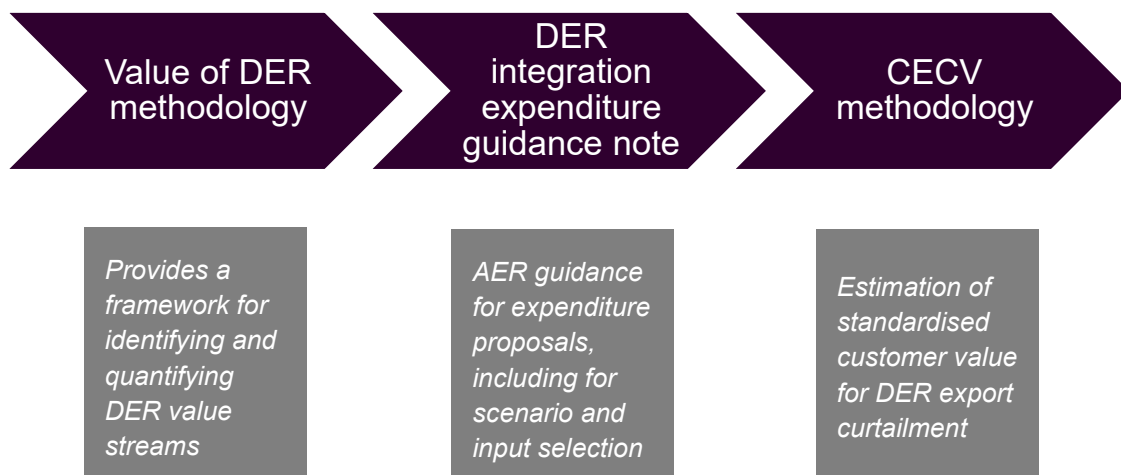 Value of DER
methodology
DER
integration
expenditure
guidance note
CECV
methodology
Provides a
framework for
identifying and
quantifying
DER value
streams
AER guidance
for expenditure
proposals,
including for
scenario and
input selection
Estimation of
standardised
customer value
for DER export
curtailment